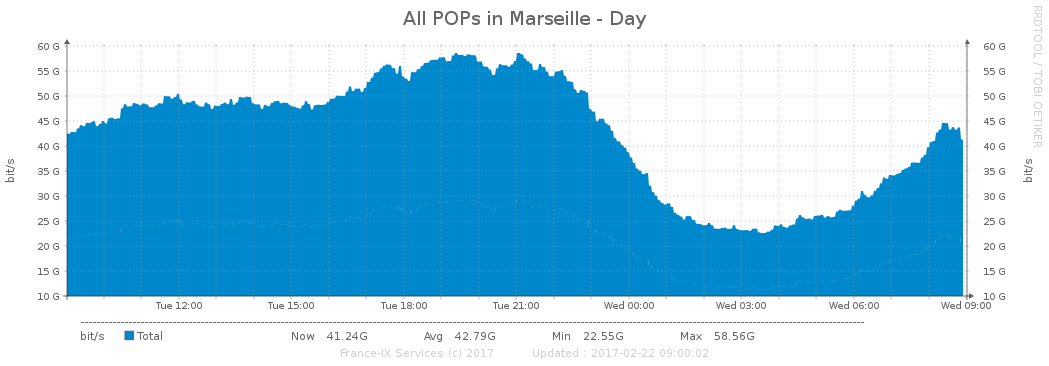 All POPs in Marseille - Day
RRDTOOL / TOBI OETIKER
60 G 60 G
55 G 55 G
50 G 50 G
45 G 45 G
40 G 40 G
35 G 35 G
30 G 30 G
25 G 25 G
20 G 20 G
15 G 15 G
10 G 10 G
bit/s
bit/s
Tue 12:00 Tue 15:00 Tue 18:00 Tue 21:00 Wed 00:00 Wed 03:00 Wed 06:00 Wed 09:00
bit/s Total Now 41.24G Avg 42.79G Min 22.55G Max 58.56G
France-IX Services (c) 2017 Updated : 2017-02-22 09:00:02